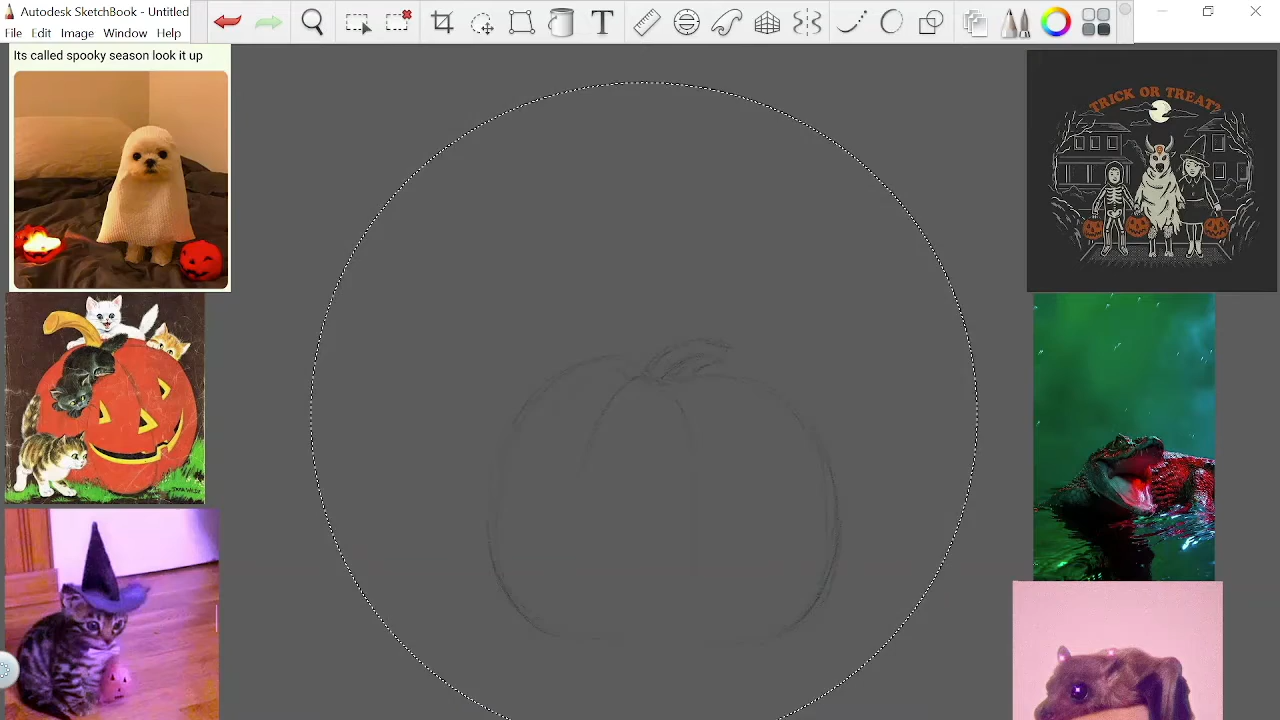 Autodesk SketchBook - Untitled
File Edit Image Window Help
T
Its called spooky season look it up
TRICK OR TREAT?